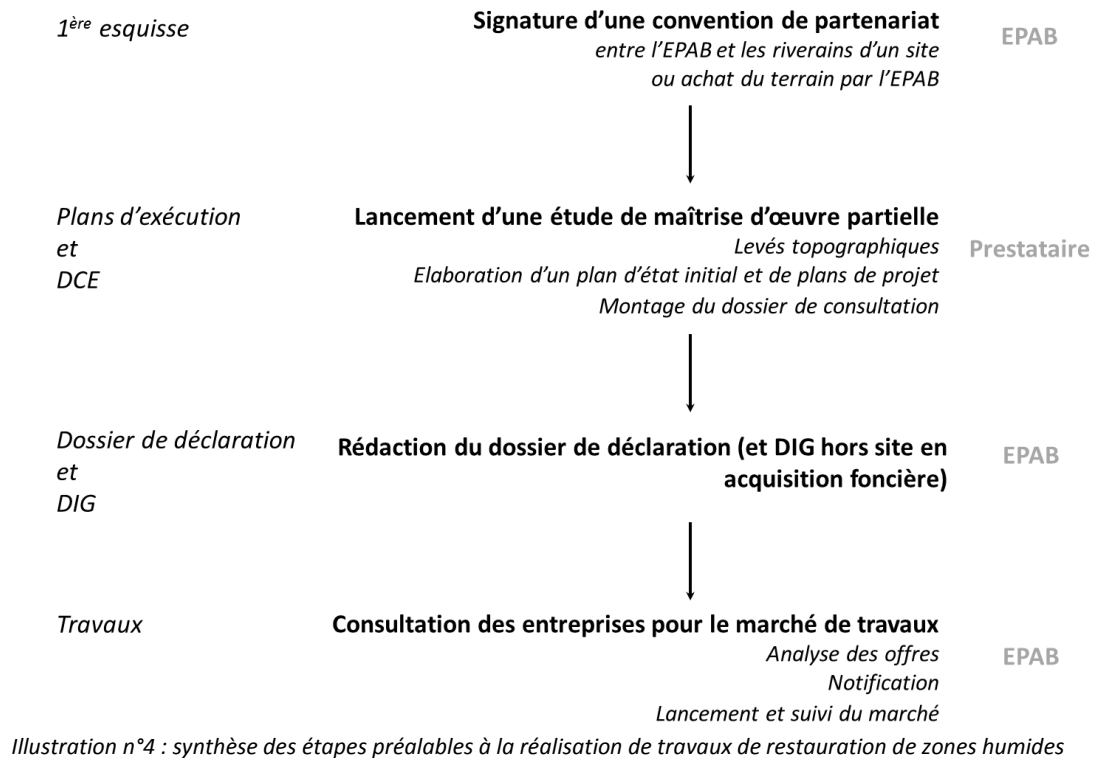 1ère esquisse
Signature d’une convention de partenariat
entre l’EPAB et les riverains d’un site
ou achat du terrain par l’EPAB
EPAB
Plans d’exécution
et
DCE
Lancement d’une étude de maîtrise d’œuvre partielle
Levés topographiques
Elaboration d’un plan d’état initial et de plans de projet
Montage du dossier de consultation
Prestataire
Dossier de déclaration
et
DIG
Rédaction du dossier de déclaration (et DIG hors site en
acquisition foncière)
EPAB
Travaux
Consultation des entreprises pour le marché de travaux
Analyse des offres
Notification
Lancement et suivi du marché
EPAB
Illustration n°4 : synthèse des étapes préalables à la réalisation de travaux de restauration de zones humides